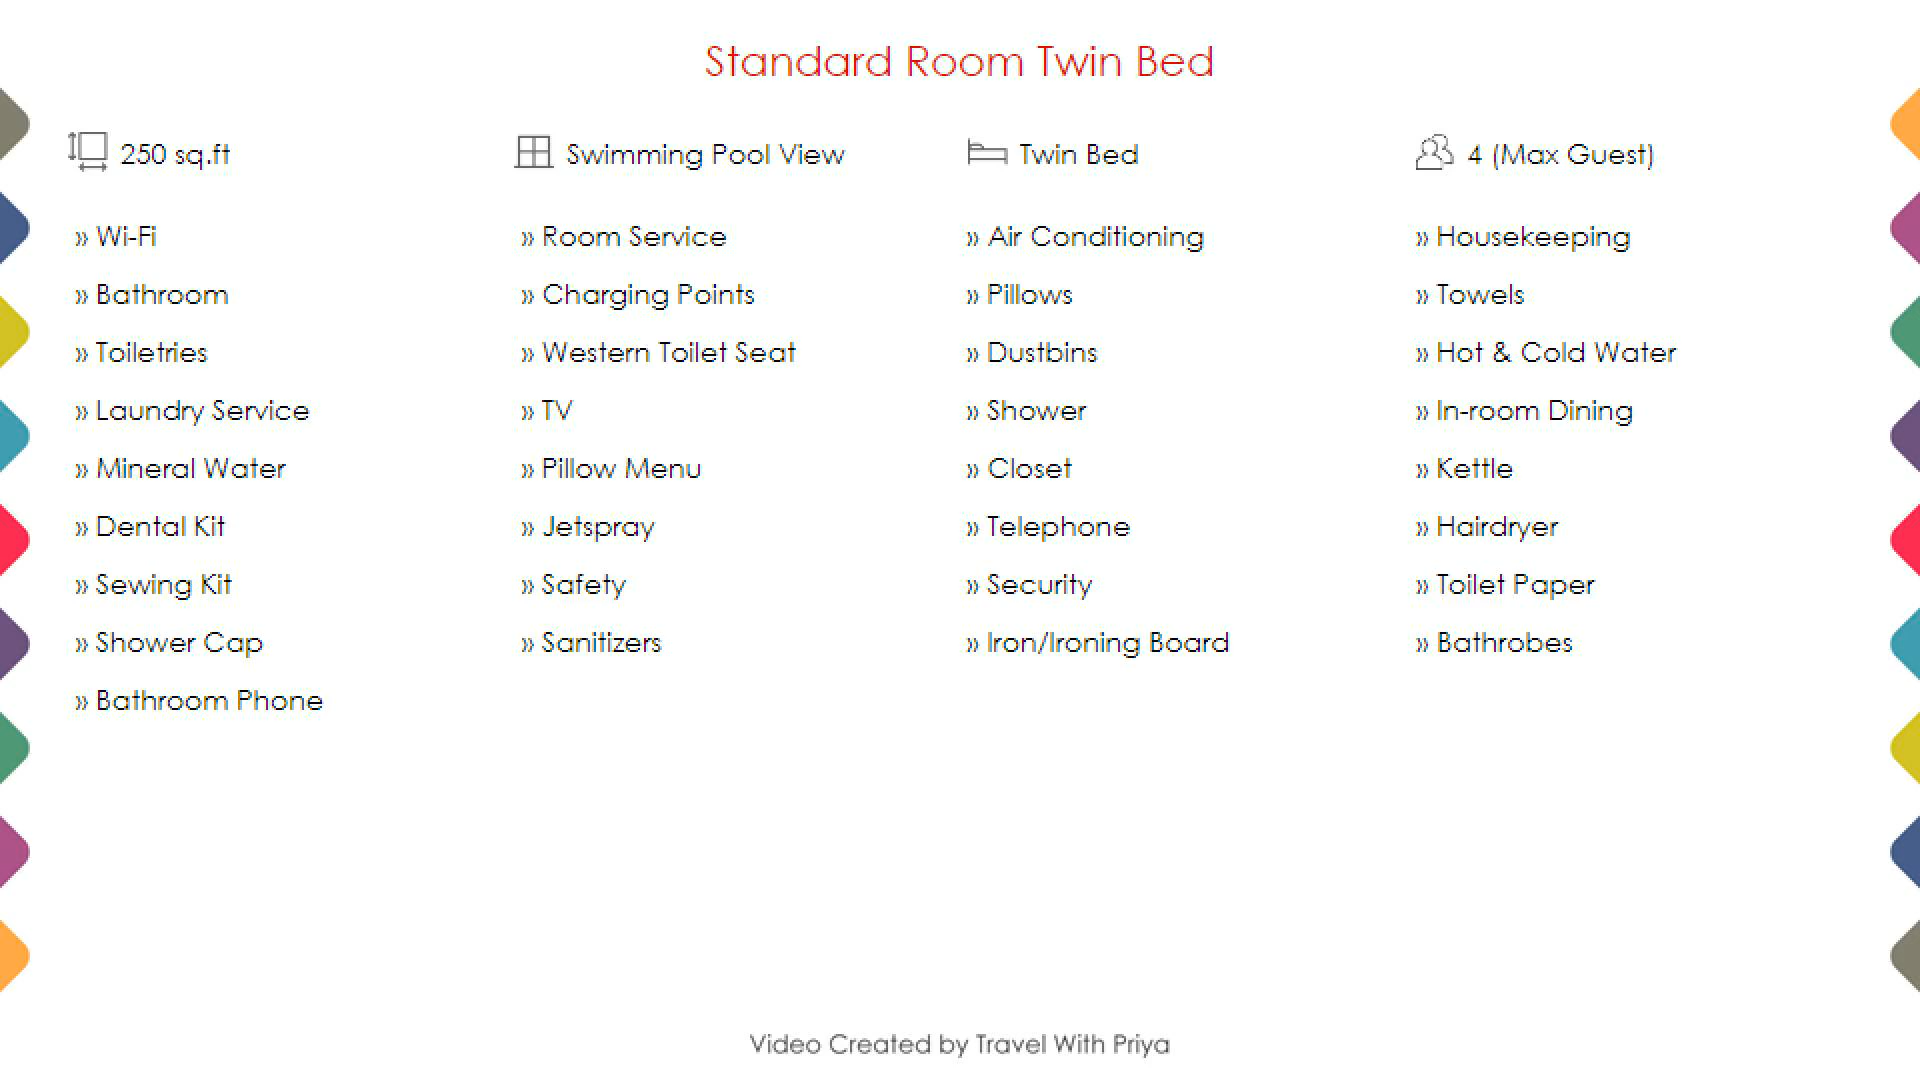 Standard Room Twin Bed
250 sq.ft
Swimming Pool View
Twin Bed
4 (Max Guest)
» Wi-Fi
» Room Service
» Air Conditioning
» Housekeeping
» Bathroom
» Charging Points
» Pillows
» Towels
» Toiletries
» Western Toilet Seat
» Dustbins
» Hot & Cold Water
» Laundry Service
» TV
» Shower
» In-room Dining
» Mineral Water
» Pillow Menu
» Closet
» Kettle
» Dental Kit
» Jetspray
» Telephone
» Hairdryer
» Sewing Kit
» Safety
» Security
» Toilet Paper
» Shower Cap
» Sanitizers
» Iron/Ironing Board
» Bathrobes
» Bathroom Phone
Video Created by Travel With Priya